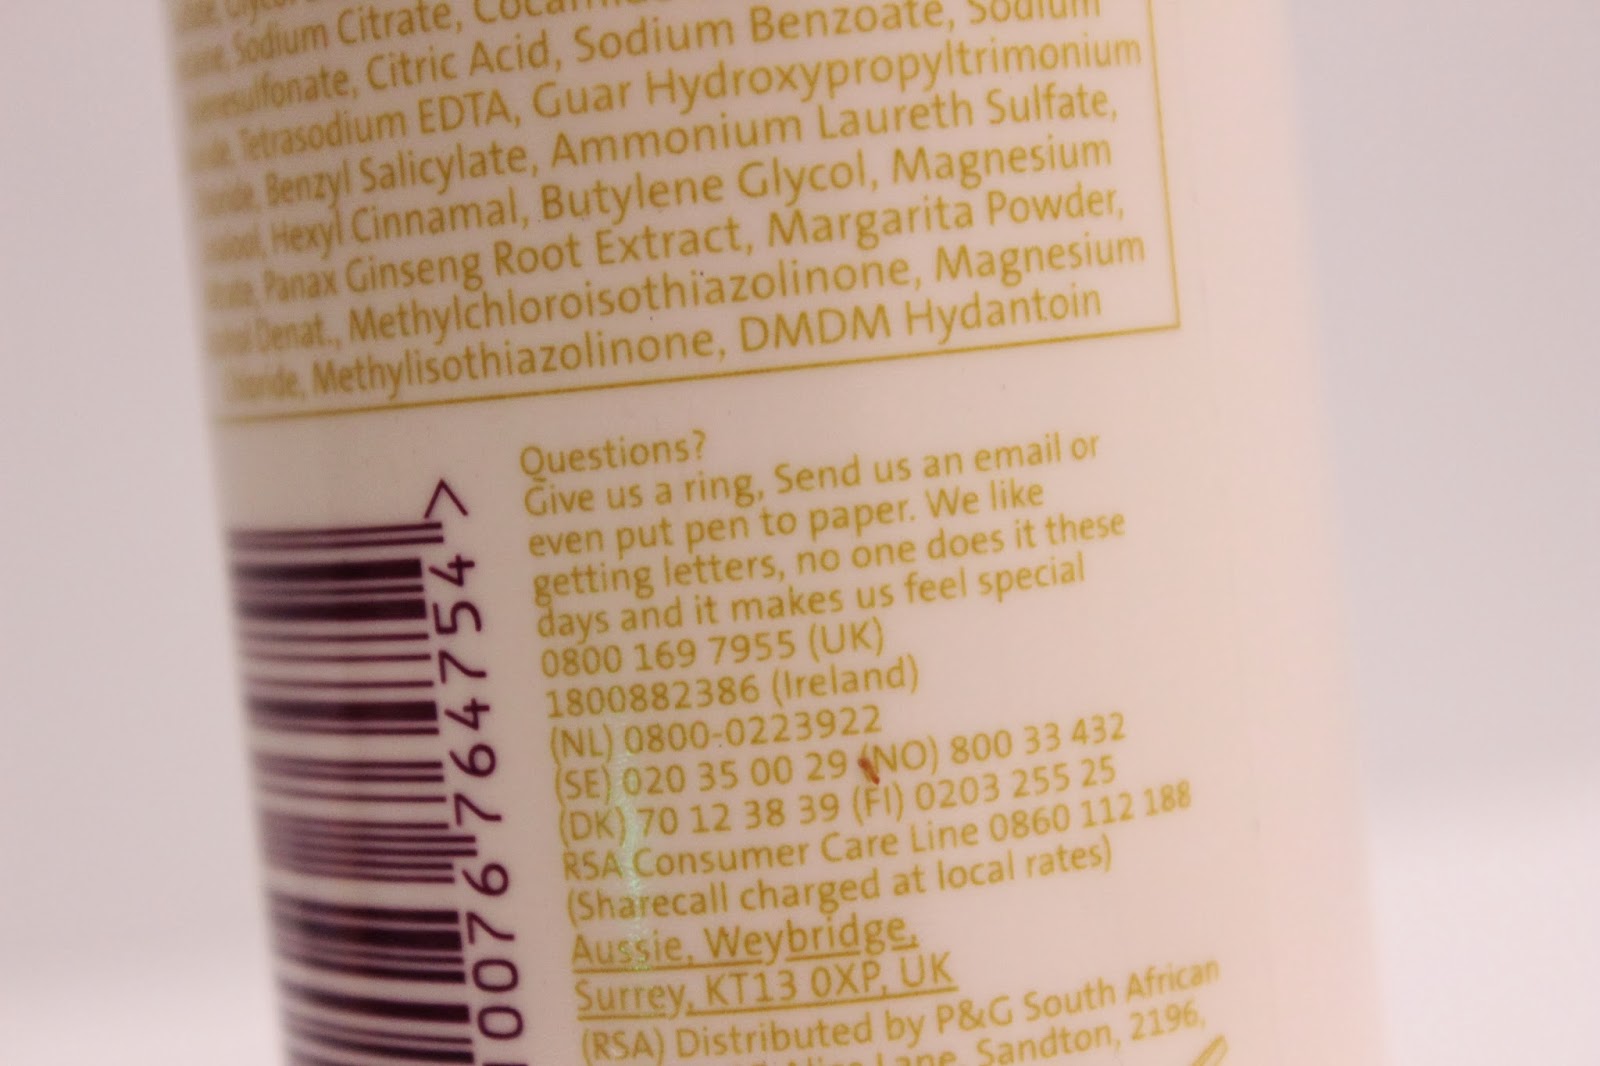 Sodium Citrate,
Citric Acid, Sodium Benzoate, Sodium
Tetrasodium EDTA, Guar Hydroxypropyltrimonium
Benzyl Salicylate, Ammonium Laureth Sulfate,
Hexyl Cinnamal, Butylene Glycol, Magnesium
Panax Ginseng Root Extract, Margarita Powder,
Denat., Methylchloroisothiazolinone, Magnesium
Methylisothiazolinone, DMDM Hydantoin
Questions?
Give us a ring, Send us an email or
even put pen to paper. We like
getting letters, no one does it these
days and it makes us feel special
0800 169 7955 (UK)
1800882386 (Ireland)
(NL) 0800-0223922
(SE) 020 35 00 29 (NO) 800 33 432
(DK) 70 12 38 39 (FI) 0203 255 25
RSA Consumer Care Line 0860 112 188
(Sharecall charged at local rates)
Aussie, Weybridge,
Surrey, KT13 0XP, UK
(RSA) Distributed by P&G South African
Lane, Sandton, 2196,
0076 764754 >